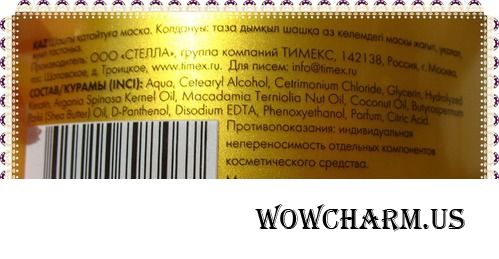 KAZ Шашты қатайтуға маска. Қолдануы: таза дымқыл шашқа аз көлемдегі маски жағып,
Производитель: ООО «СТЕЛЛА», группа компаний ТИМЕКС, 142138, Россия, г. Москва,
пос. Щаповское, д. Троицкое, www.timex.ru. Для писем: info@timex.ru
СОСТАВ/КУРАМЫ (INCI): Aqua, Cetearyl Alcohol, Cetrimonium Chloride, Glycerin, Hydrolyzed
Keratin, Argania Spinosa Kernel Oil, Macadamia Terniolia Nut Oil, Coconut Oil, Butyrospermum
Parkii (Shea Butter) Oil, D-Panthenol, Disodium EDTA, Phenoxyethanol, Parfum, Citric Acid.
Противопоказания: индивидуальная
непереносимость отдельных компонентов
косметического средства.
WOWCHARM.US